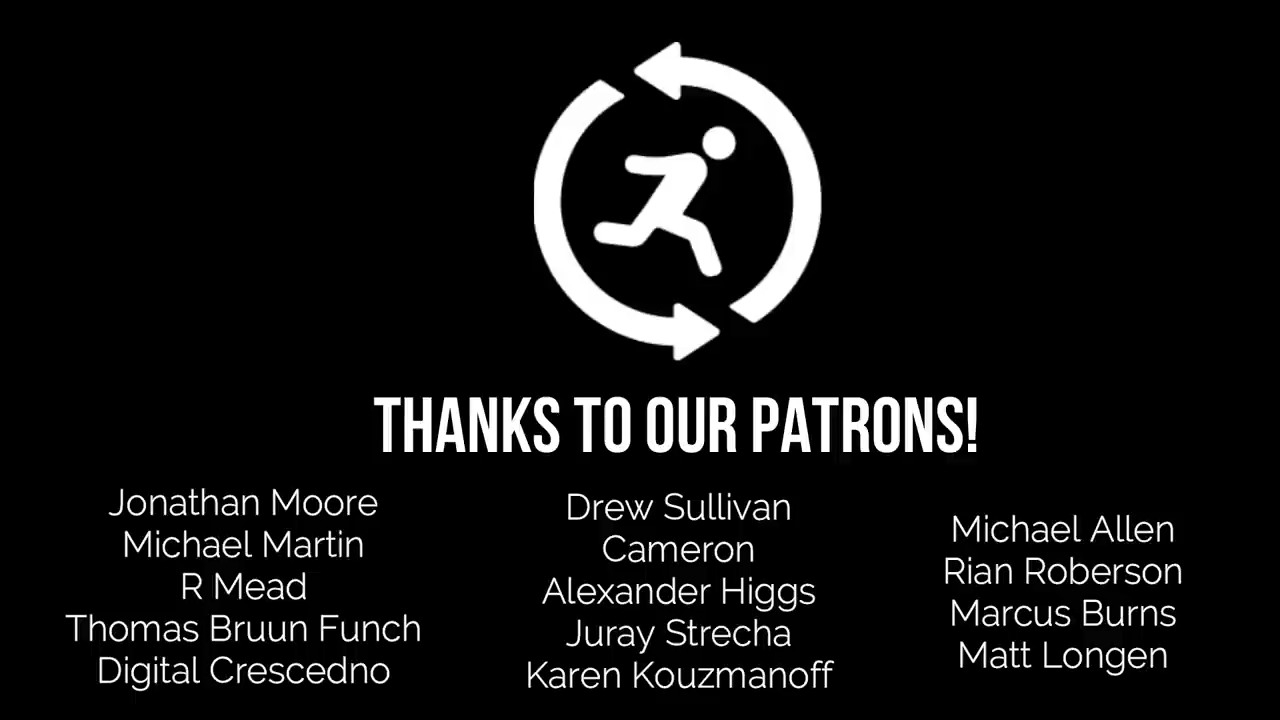 THANKS TO OUR PATRONS!
Jonathan Moore
Michael Martin
R Mead
Thomas Bruun Funch
Digital Crescedno
Drew Sullivan
Cameron
Alexander Higgs
Juray Strecha
Karen Kouzmanoff
Michael Allen
Rian Roberson
Marcus Burns
Matt Longen